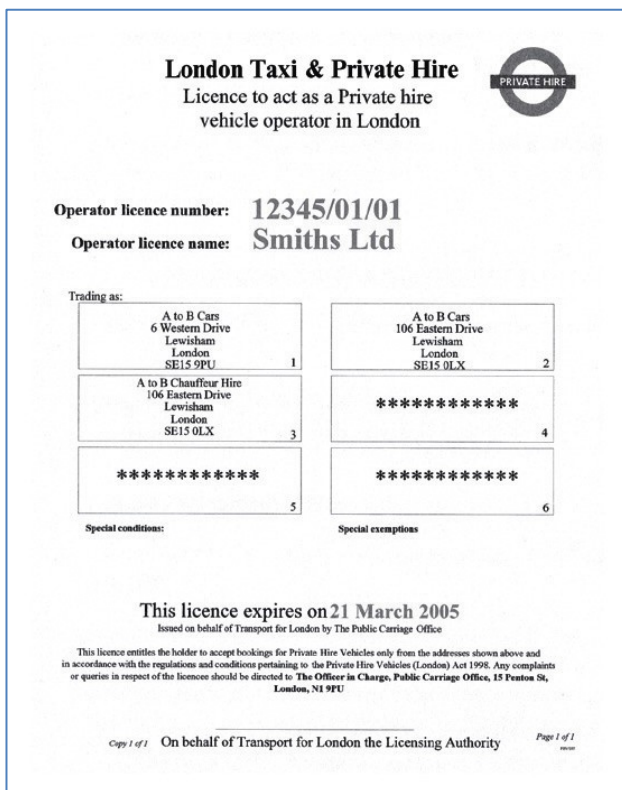 London Taxi & Private Hire
Licence to act as a Private hire
vehicle operator in London
PRIVATE HIRE
Operator licence number: 12345/01/01
Operator licence name: Smiths Ltd
Trading as:
A to B Cars
6 Western Drive
Lewisham
London
SE15 9PU
1
A to B Cars
106 Eastern Drive
Lewisham
London
SE15 0LX
2
A to B Chauffeur Hire
106 Eastern Drive
Lewisham
London
SE15 0LX
3
************
4
************
5
************
6
Special conditions:
Special exemptions
This licence expires on 21 March 2005
Issued on behalf of Transport for London by The Public Carriage Office
This licence entitles the holder to accept bookings for Private Hire Vehicles only from the addresses shown above and
in accordance with the regulations and conditions pertaining to the Private Hire Vehicles (London) Act 1998. Any complaints
or queries in respect of the licencee should be directed to The Officer in Charge, Public Carriage Office, 15 Penton St,
London, N1 9PU
Copy 1 of 1 On behalf of Transport for London the Licensing Authority
Page 1 of 1